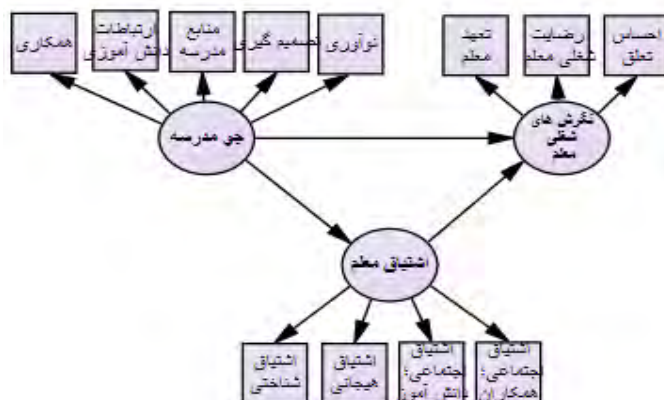 همکاری
ارتباطات
دانش آموزی
منابع
مدرسه
تصمیم گیری
نوآوری
تعهد
معلم
رضایت
شغلی معلم
احساس
تعلق
جو مدرسه
نگرش های
شغلی
معلم
اشتیاق معلم
اشتیاق
شناختی
اشتیاق
هیجانی
اشتیاق
اجتماعی؛
دانش آموز
اشتیاق
اجتماعی؛
همکاران